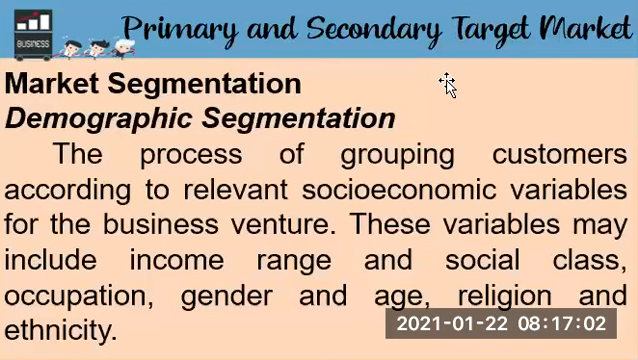 Primary and Secondary Target Market
BUSINESS
Market Segmentation
Demographic Segmentation
The process of grouping customers
according to relevant socioeconomic variables
for the business venture. These variables may
include income range and social class,
occupation, gender and age, religion and
ethnicity.
2021-01-22 08:17:02